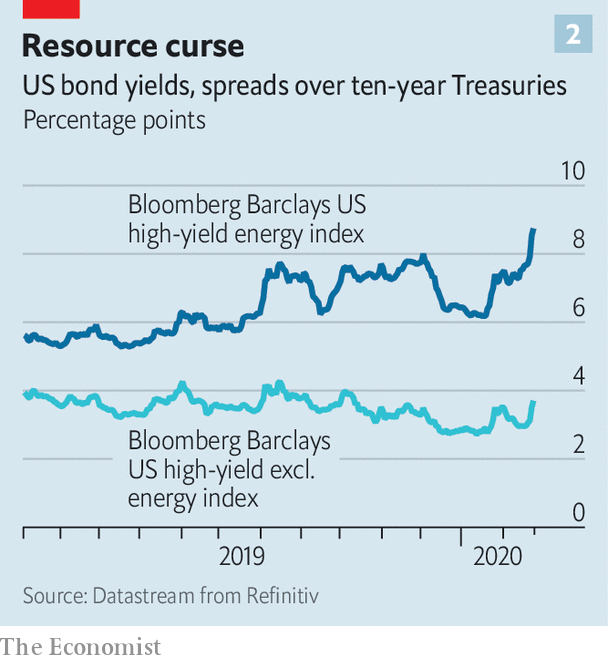 Resource curse
2
US bond yields, spreads over ten-year Treasuries
Percentage points
10
Bloomberg Barclays US
high-yield energy index
8
6
4
Bloomberg Barclays
US high-yield excl.
energy index
2
0
2019
2020
Source: Datastream from Refinitiv
The Economist